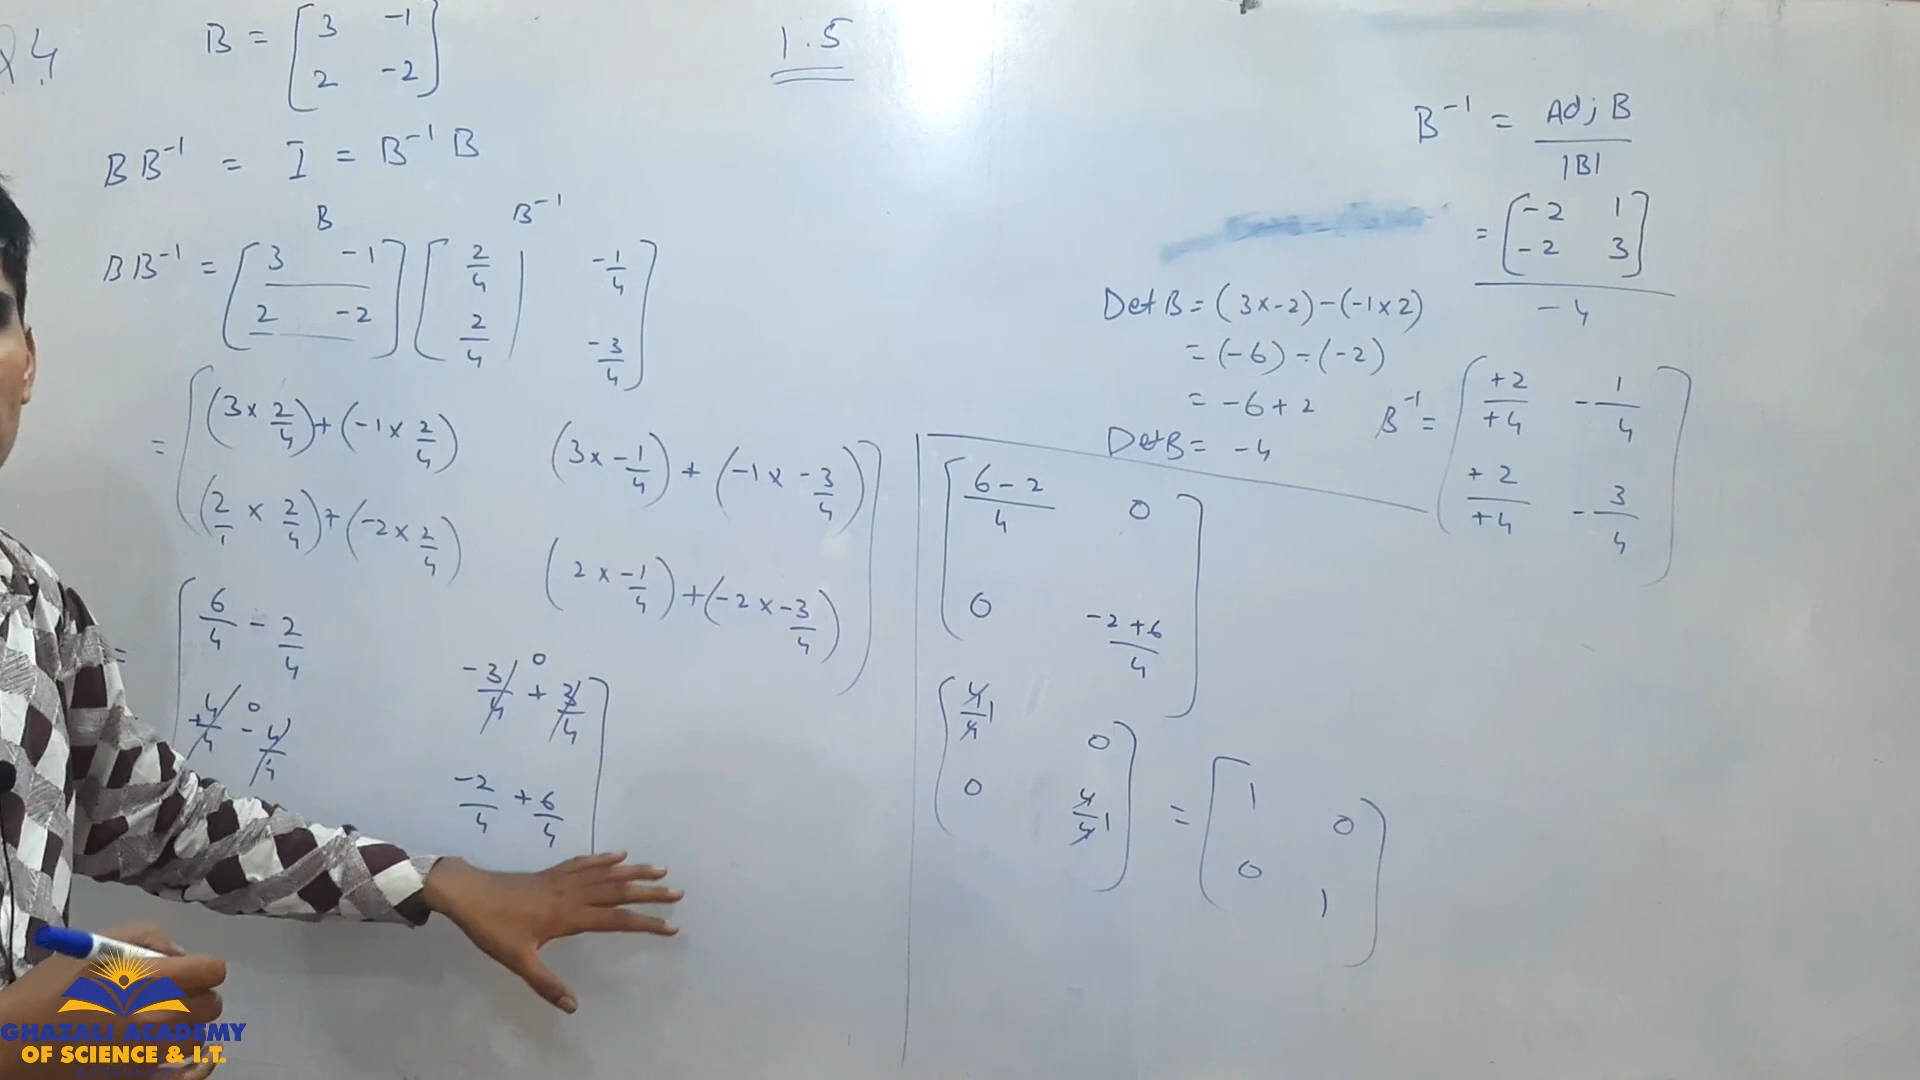 Q4
B = [3 -1
2 -2]
1.5
BB⁻¹ = I = B⁻¹B
B B⁻¹
BB⁻¹ = [3 -1 2 -2] [2/4 -1/4 2/4 -3/4]
= [(3 × 2/4) + (-1 × 2/4) (3 × -1/4) + (-1 × -3/4)
(2/1 × 2/4) + (-2 × 2/4) (2 × -1/4) + (-2 × -3/4)]
= [6/4 - 2/4 -3/4 + 3/4 0
+4/4 - 4/4 0 -2/4 + 6/4]
B⁻¹ = Adj B / |B|
= [-2 1
-2 3]
-4
Det B = (3×-2) - (-1×2)
= (-6) - (-2)
= -6+2
Det B = -4
B⁻¹ = [+2/+4 -1/4
+2/+4 -3/4]
[6-2/4 0
0 -2+6/4]
[4/4 1 0
0 4/4 1] = [1 0
0 1]
GHAZALI ACADEMY
OF SCIENCE & I.T.